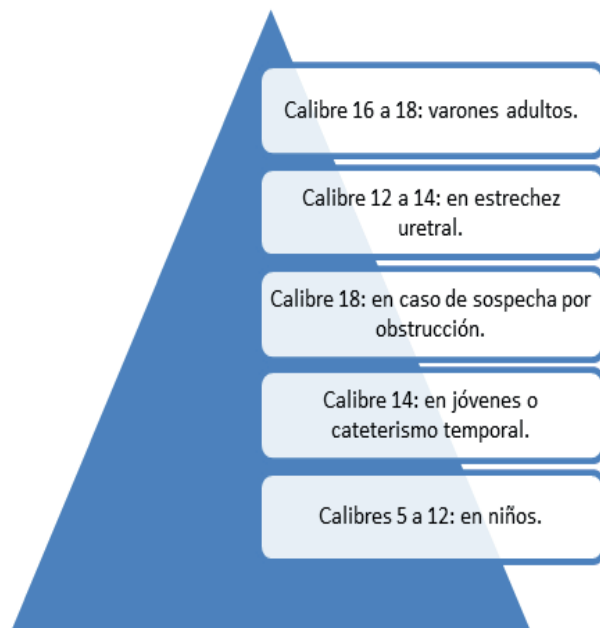 Calibre 16 a 18: varones adultos.
Calibre 12 a 14: en estrechez
uretral.
Calibre 18: en caso de sospecha por
obstrucción.
Calibre 14: en jóvenes o
cateterismo temporal.
Calibres 5 a 12: en niños.